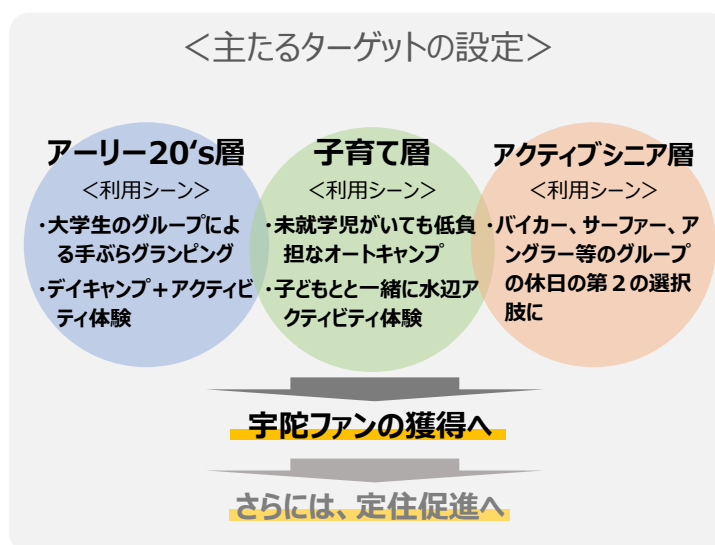 ＜主たるターゲットの設定＞
アーリー20‘s層
＜利用シーン＞
・大学生のグループによ
る手ぶらグランピング
・デイキャンプ＋アクティビ
ティ体験
子育て層
＜利用シーン＞
・未就学児がいても低負
担なオートキャンプ
・子どもとと一緒に水辺ア
クティビティ体験
アクティブシニア層
＜利用シーン＞
・バイカー、サーファー、ア
ングラー等のグループ
の休日の第２の選択
肢に
宇陀ファンの獲得へ
さらには、定住促進へ